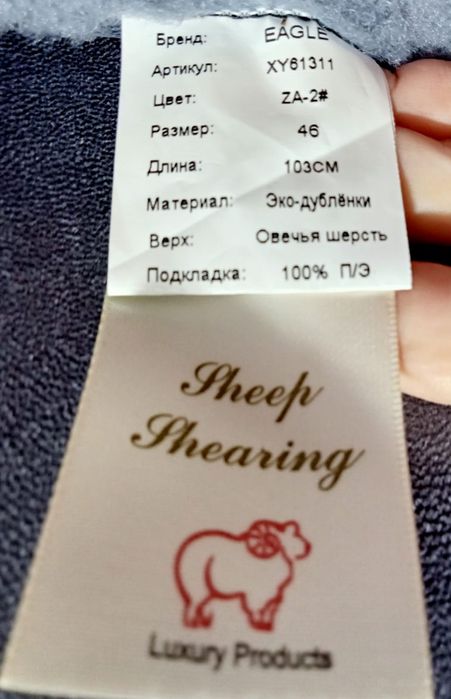 Бренд: EAGLE
Артикул: XY61311
Цвет: ZA-2#
Размер: 46
Длина: 103СМ
Материал: Эко-дублёнки
Верх: Овечья шерсть
Подкладка: 100% П/Э
Sheep
Shearing
Luxury Products